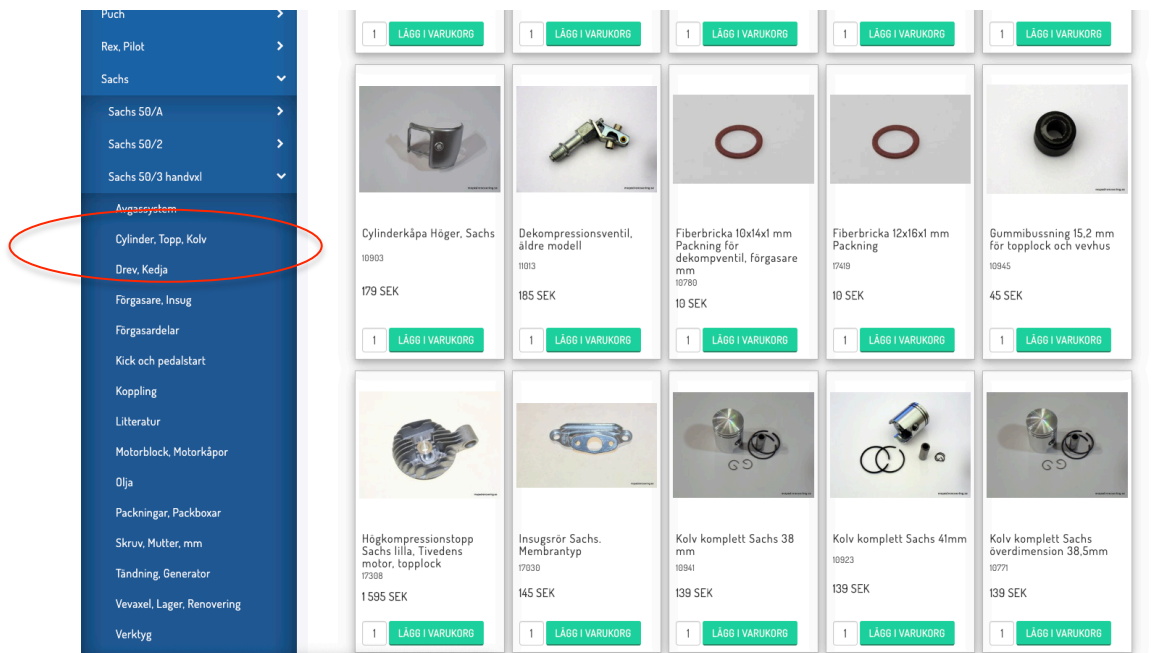 Puch
Rex, Pilot
Sachs
Sachs 50/A
Sachs 50/2
Sachs 50/3 handvxl
Avgassystem
Cylinder, Topp, Kolv
Drev, Kedja
Förgasare, Insug
Förgasardelar
Kick och pedalstart
Koppling
Litteratur
Motorblock, Motorkåpor
Olja
Packningar, Packboxar
Skruv, Mutter, mm
Tändning, Generator
Vevaxel, Lager, Renovering
Verktyg
1 LÄGG I VARUKORG
1 LÄGG I VARUKORG
1 LÄGG I VARUKORG
1 LÄGG I VARUKORG
1 LÄGG I VARUKORG
Cylinderkåpa Höger, Sachs
10903
179 SEK
1 LÄGG I VARUKORG
Dekompressionsventil,
äldre modell
11013
185 SEK
1 LÄGG I VARUKORG
Fiberbricka 10x14x1 mm
Packning för
dekompventil, förgasare
mm
10780
10 SEK
1 LÄGG I VARUKORG
Fiberbricka 12x16x1 mm
Packning
17419
10 SEK
1 LÄGG I VARUKORG
Gummibussning 15,2 mm
för topplock och vevhus
10945
45 SEK
1 LÄGG I VARUKORG
Högkompressionstopp
Sachs lilla, Tivedens
motor, topplock
17308
1 595 SEK
1 LÄGG I VARUKORG
Insugsrör Sachs.
Membrantyp
17030
145 SEK
1 LÄGG I VARUKORG
Kolv komplett Sachs 38
mm
10941
139 SEK
1 LÄGG I VARUKORG
Kolv komplett Sachs 41mm
10923
139 SEK
1 LÄGG I VARUKORG
Kolv komplett Sachs
överdimension 38,5mm
10771
139 SEK
1 LÄGG I VARUKORG